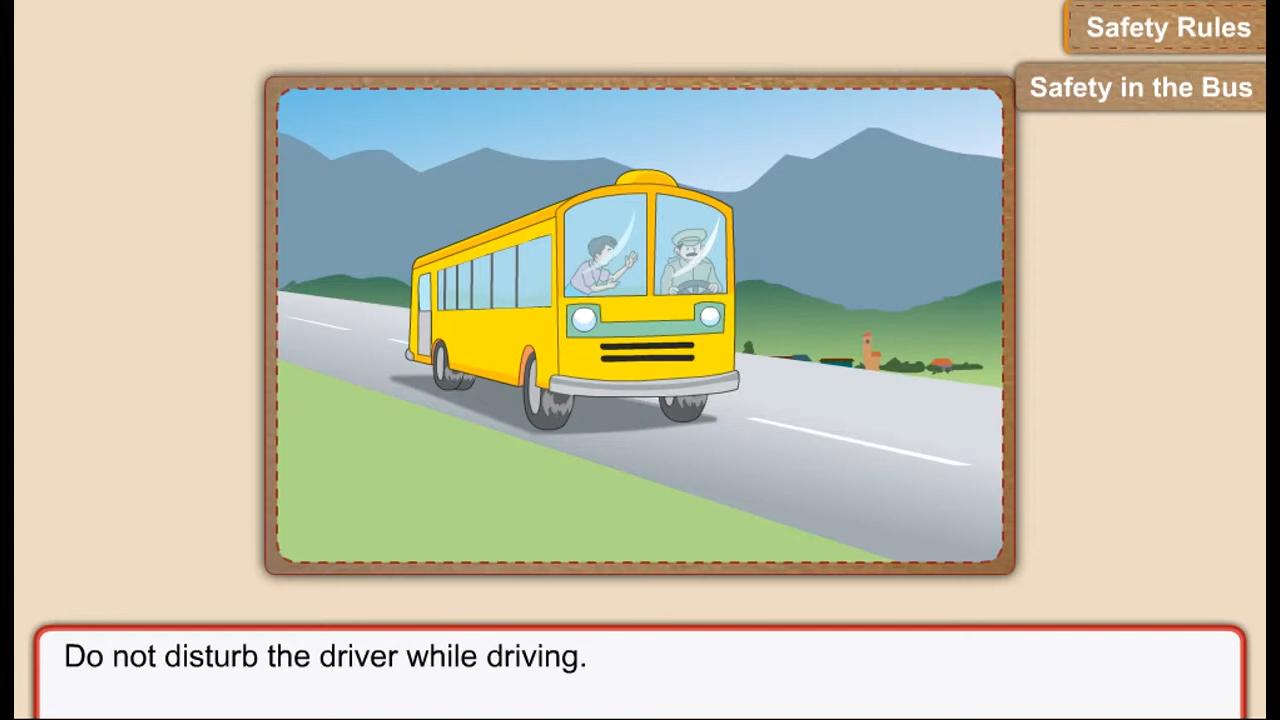 Safety Rules
Safety in the Bus
Do not disturb the driver while driving.